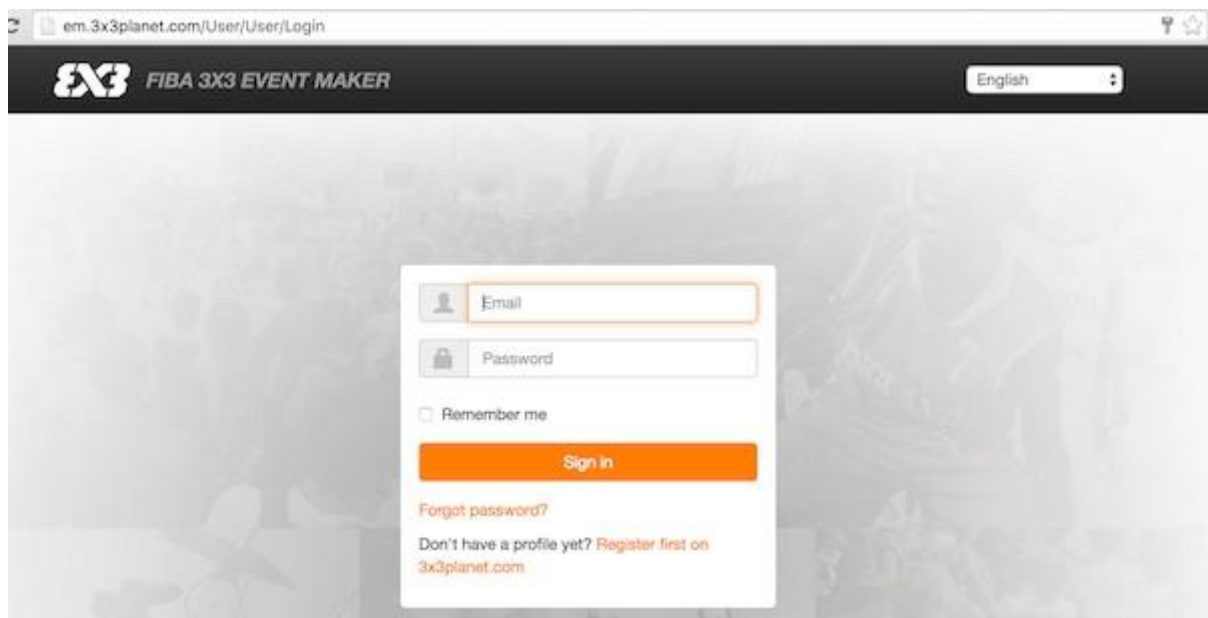 em.3x3planet.com/User/User/Login
3X3 FIBA 3X3 EVENT MAKER
English
Email
Password
Remember me
Sign in
Forgot password?
Don't have a profile yet? Register first on
3x3planet.com